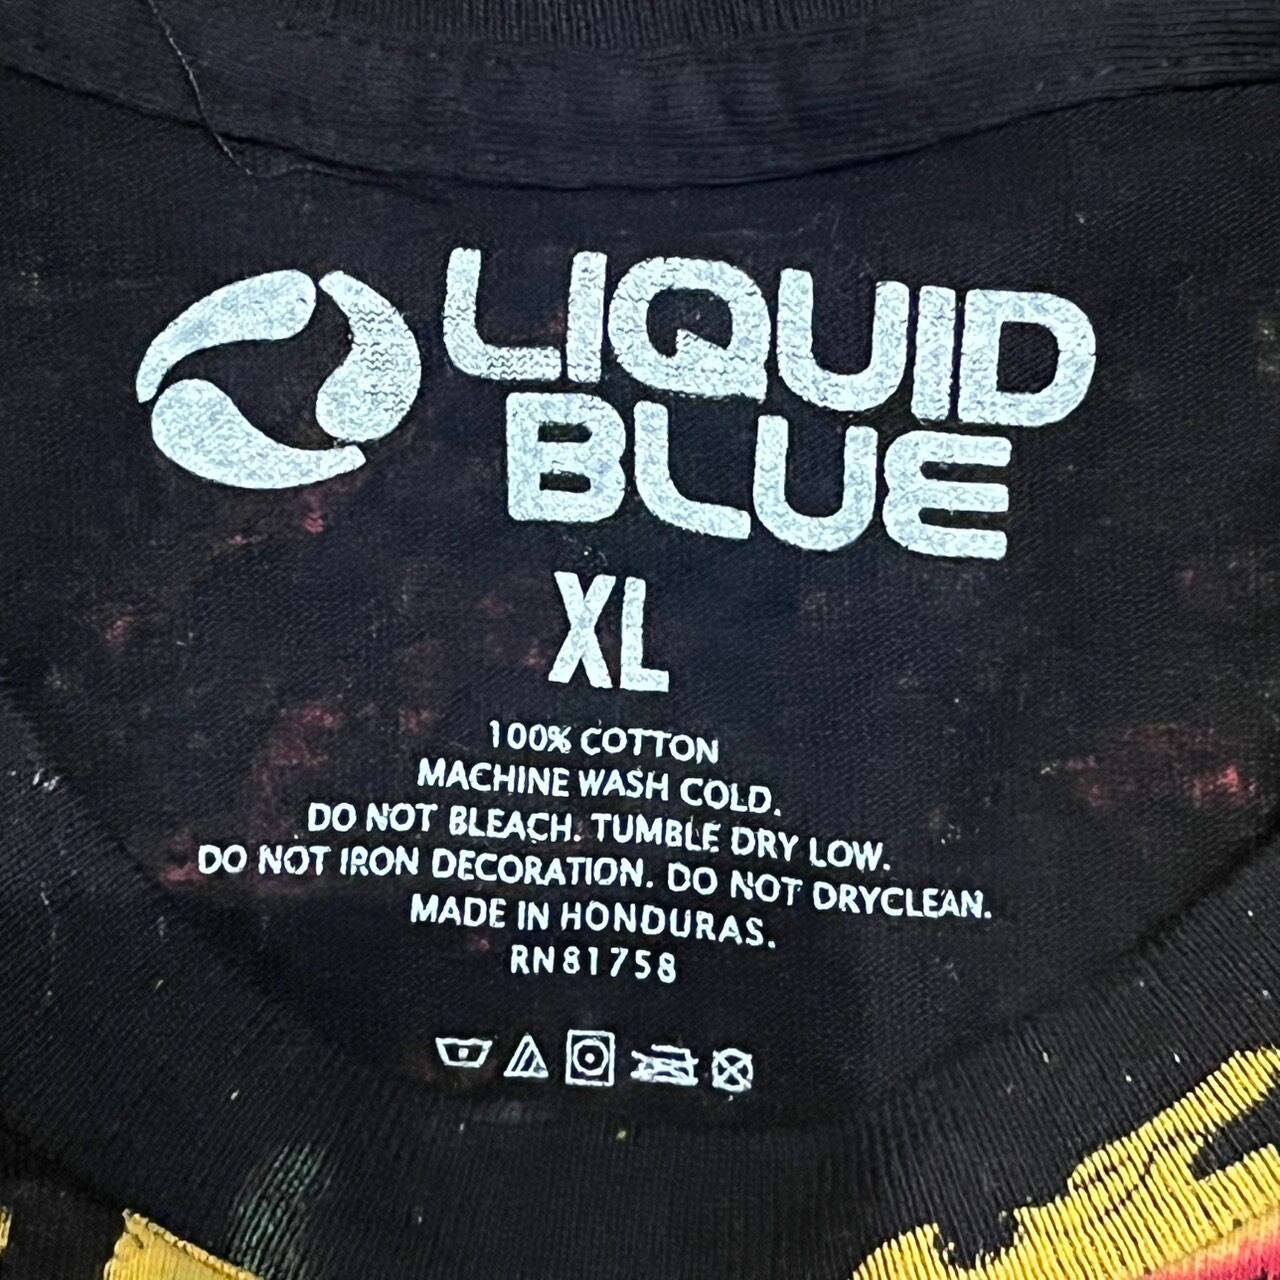 LIQUID
BLUE
XL
100% COTTON
MACHINE WASH COLD.
DO NOT BLEACH. TUMBLE DRY LOW.
DO NOT IRON DECORATION. DO NOT DRYCLEAN.
MADE IN HONDURAS.
RN81758